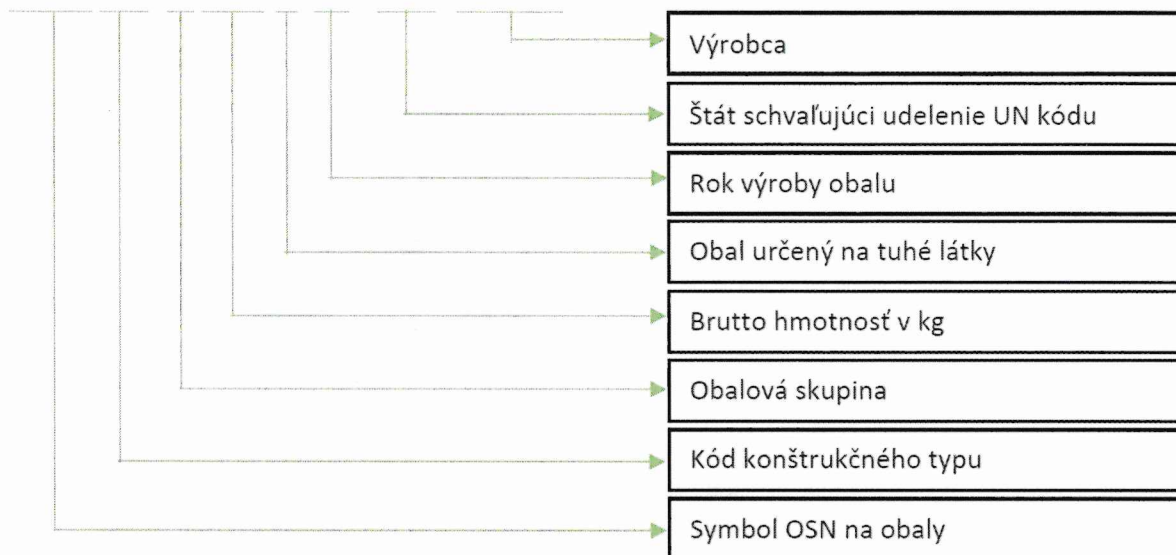 Výrobca
Štát schvaľujúci udelenie UN kódu
Rok výroby obalu
Obal určený na tuhé látky
Brutto hmotnosť v kg
Obalová skupina
Kód konštrukčného typu
Symbol OSN na obaly